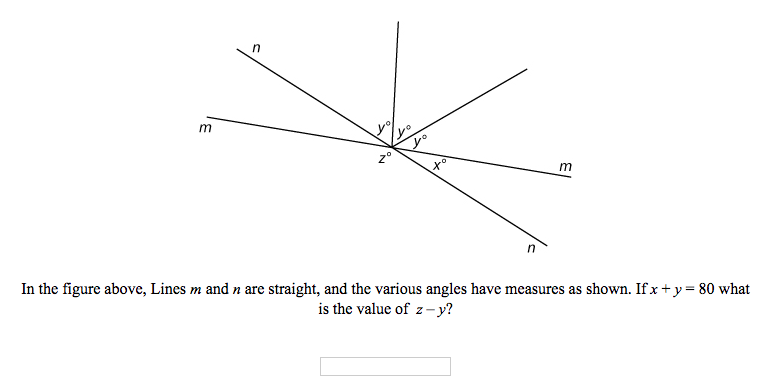 n
m
y° y°
y°
z°
x°
m
n
In the figure above, Lines m and n are straight, and the various angles have measures as shown. If x + y = 80 what
is the value of z – y?